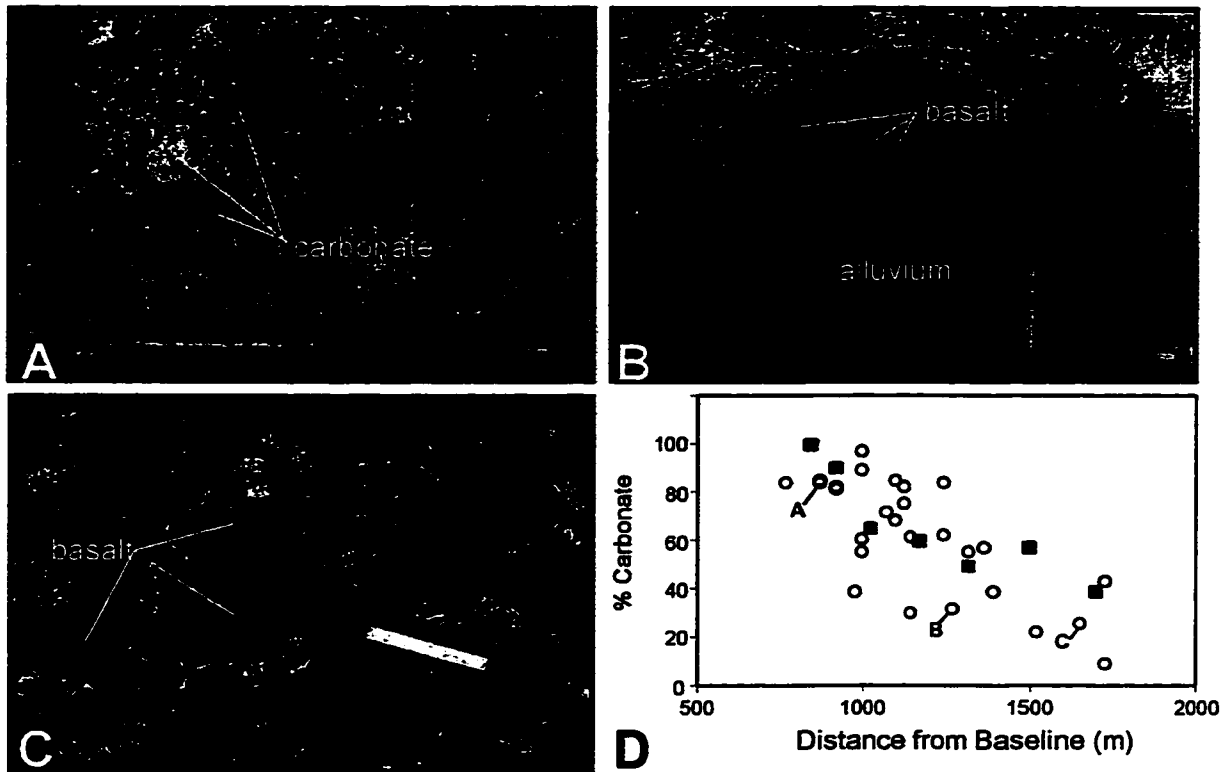 carbonate
A
basalt
alluvium
B
basalt
C
% Carbonate
100
80
60
40
20
0
A
B
C
500
1000
1500
2000
D
Distance from Baseline (m)